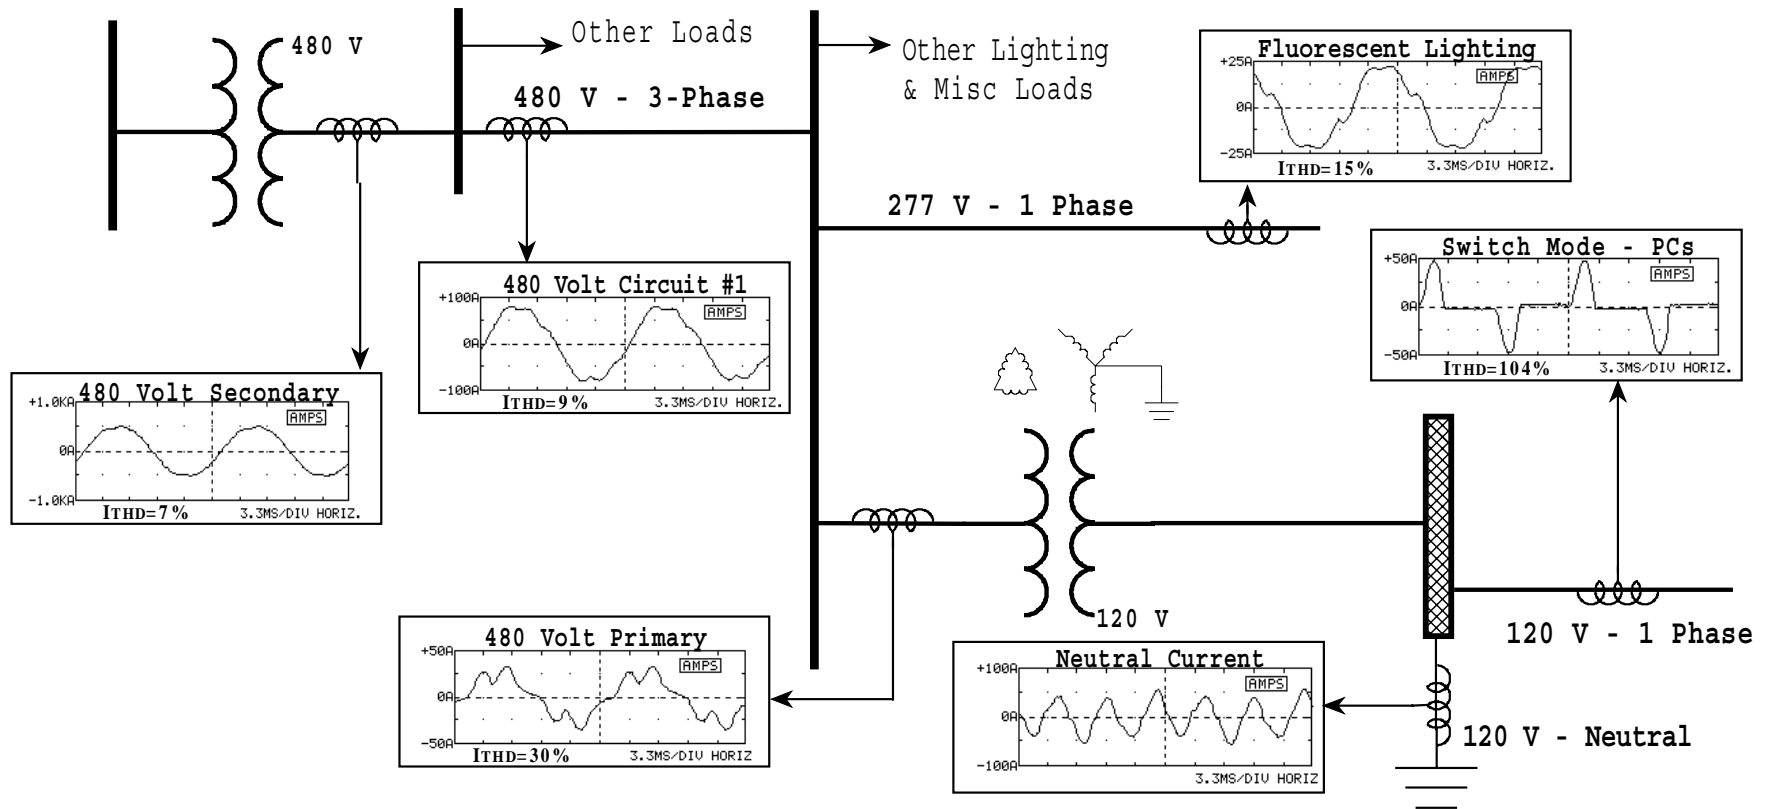 480 V
Other Loads
480 V - 3-Phase
Other Lighting
& Misc Loads
Fluorescent Lighting
+25A
AMPS
0A
-25A
ITHD=15%
3.3MS/DIV HORIZ.
277 V - 1 Phase
Switch Mode - PCs
+50A
AMPS
0A
-50A
ITHD=104%
3.3MS/DIV HORIZ.
480 Volt Circuit #1
+100A
AMPS
0A
-100A
ITHD=9%
3.3MS/DIV HORIZ.
480 Volt Secondary
+1.0KA
AMPS
0A
-1.0KA
ITHD=7%
3.3MS/DIV HORIZ.
480 Volt Primary
+50A
AMPS
0A
-50A
ITHD=30%
3.3MS/DIV HORIZ
120 V
Neutral Current
+100A
AMPS
0A
-100A
3.3MS/DIV HORIZ
120 V - 1 Phase
120 V - Neutral